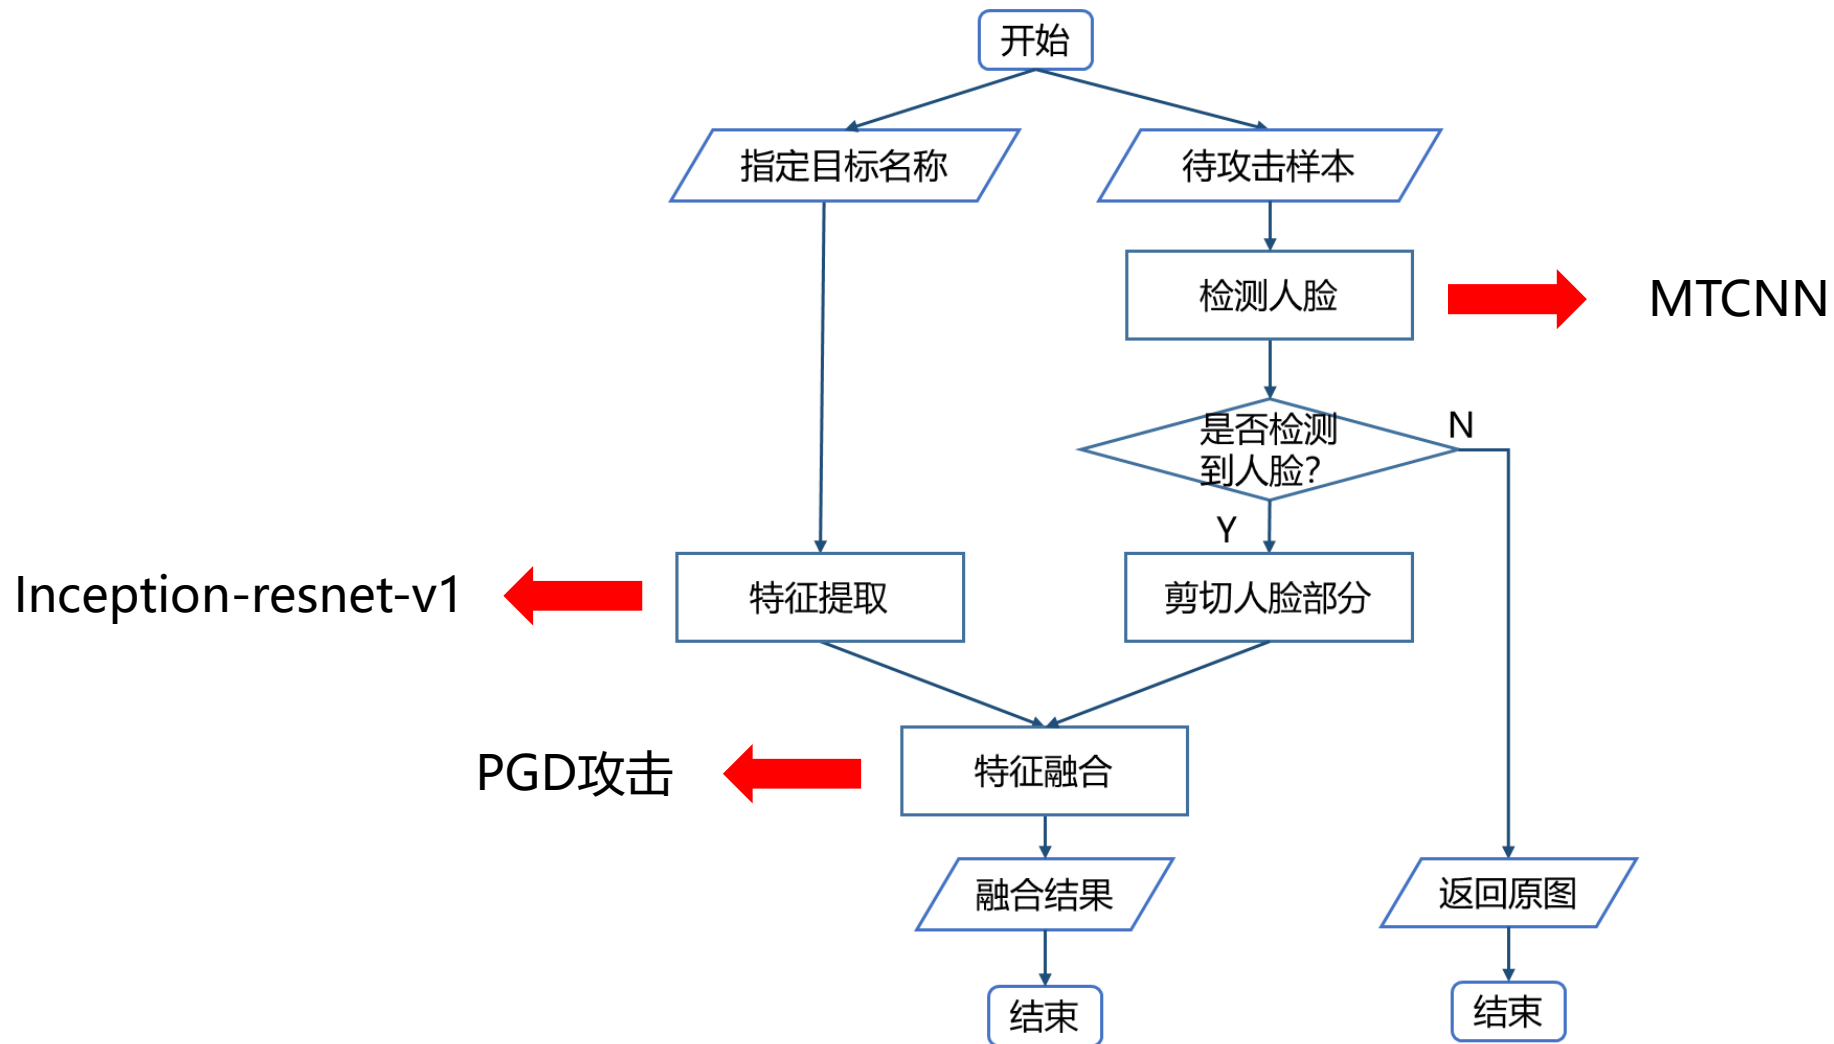 开始
指定目标名称
待攻击样本
检测人脸
MTCNN
是否检测
到人脸?
N
Y
Inception-resnet-v1
特征提取
剪切人脸部分
PGD攻击
特征融合
融合结果
返回原图
结束
结束